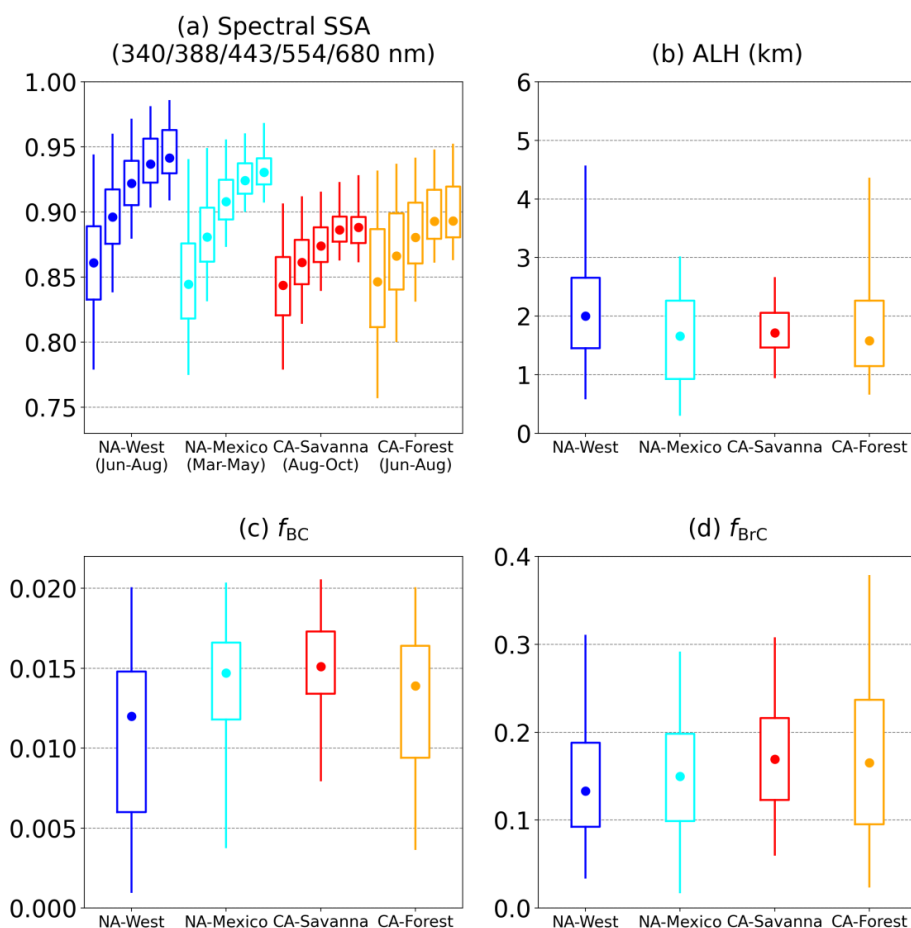 (a) Spectral SSA
(340/388/443/554/680 nm)
1.00
0.95
0.90
0.85
0.80
0.75
NA-West
(Jun-Aug)
NA-Mexico
(Mar-May)
CA-Savanna
(Aug-Oct)
CA-Forest
(Jun-Aug)
(b) ALH (km)
6
5
4
3
2
1
0
NA-West NA-Mexico CA-Savanna CA-Forest
(c) f_BC
0.020
0.015
0.010
0.005
0.000
NA-West NA-Mexico CA-Savanna CA-Forest
(d) f_BrC
0.4
0.3
0.2
0.1
0.0
NA-West NA-Mexico CA-Savanna CA-Forest